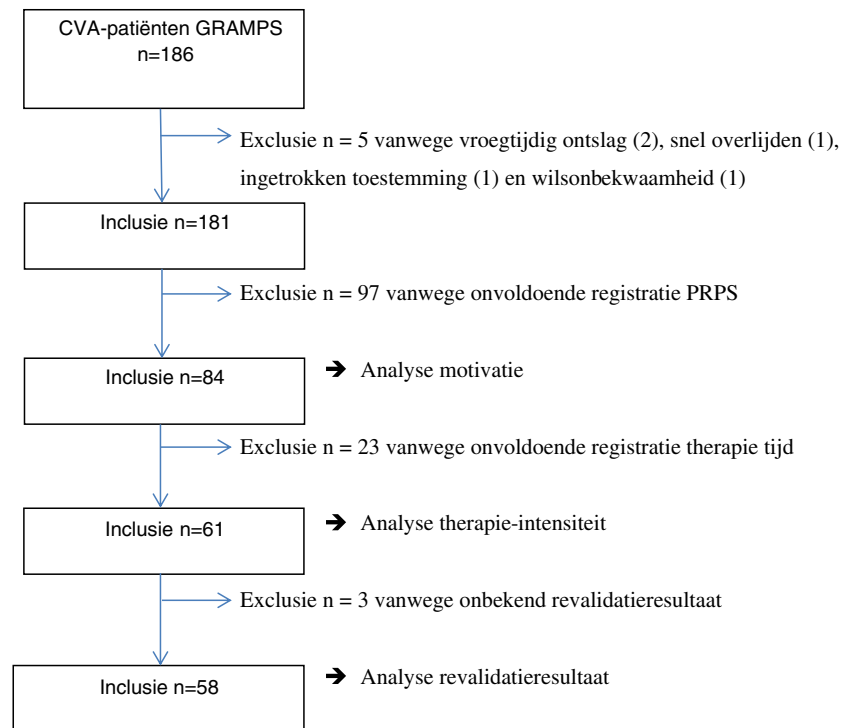 CVA-patiënten GRAMPS
n=186
Exclusie n = 5 vanwege vroegtijdig ontslag (2), snel overlijden (1),
ingetrokken toestemming (1) en wilsonbekwaamheid (1)
Inclusie n=181
Exclusie n = 97 vanwege onvoldoende registratie PRPS
Inclusie n=84
➔ Analyse motivatie
Exclusie n = 23 vanwege onvoldoende registratie therapie tijd
Inclusie n=61
➔ Analyse therapie-intensiteit
Exclusie n = 3 vanwege onbekend revalidatieresultaat
Inclusie n=58
➔ Analyse revalidatieresultaat